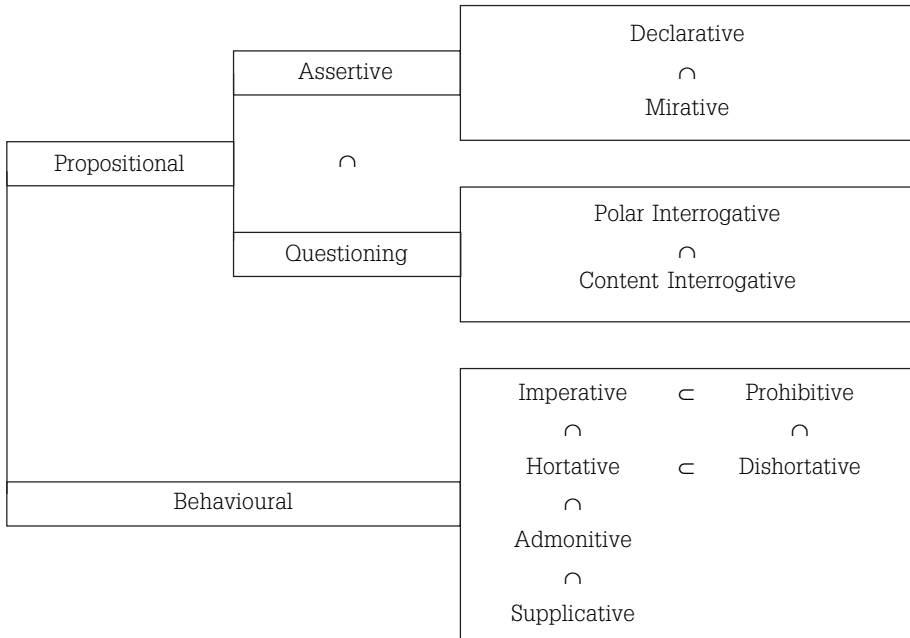 Declarative
Assertive ∩
Mirative
Propositional ∩
Polar Interrogative
Questioning ∩
Content Interrogative
Imperative ⊂ Prohibitive
∩ ∩
Hortative ⊂ Dishortative
Behavioural ∩
Admonitive
∩
Supplicative